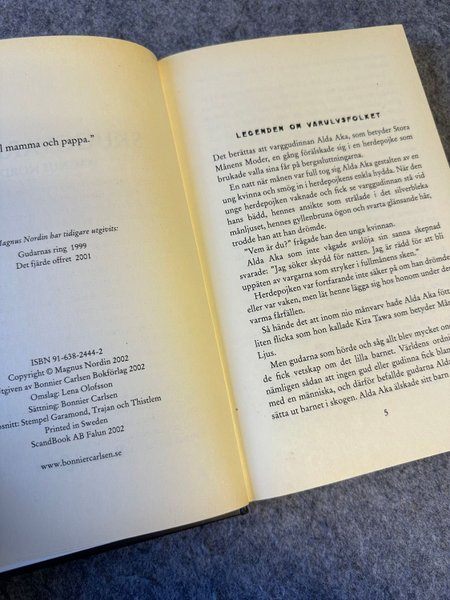 l mamma och pappa."
Magnus Nordin har tidigare utgivits:
Gudarnas ring 1999
Det fjärde offret 2001
ISBN 91-638-2444-2
Copyright © Magnus Nordin 2002
Utgiven av Bonnier Carlsen Bokförlag 2002
Omslag: Lena Olofsson
Sättning: Bonnier Carlsen
Stempel Garamond, Trajan och Thistlem
Printed in Sweden
ScandBook AB Falun 2002
www.bonniercarlsen.se
LEGENDEN OM VARULVSFOLKET
Det berättas att varggudinnan Alda Aka, som betyder Stora
Månens Moder, en gång förälskade sig i en herdepojke som
brukade valla sina får på bergssluttningarna.
En natt när månen var full tog sig Alda Aka gestalten av en
ung kvinna och smög in i herdepojkens enkla hydda. När den
unge herdepojken vaknade och fick se varggudinnan stå vid
hans bädd, hennes ansikte som strålade i det silverbleka
månljuset, hennes gyllenbruna ögon och svarta glänsande hår,
trodde han att han drömde.
"Vem är du?" frågade han den unga kvinnan.
Alda Aka som inte vågade avslöja sin sanna skepnad
svarade: "Jag söker skydd för natten. Jag är rädd för att bli
uppäten av vargarna som stryker i fullmånens sken."
Herdepojken var fortfarande inte säker på om han drömde
eller var vaken, men lät henne lägga sig hos honom under den
varma fårfällen.
Så hände det att inom nio månvarv hade Alda Aka fött
liten flicka som hon kallade Kira Tawa som betyder
Ljus.
Men gudarna som hörde och såg allt blev mycket
de fick vetskap om det lilla barnet. Världens ordnin
nämligen sådan att ingen gud eller gudinna fick blan
med en människa, och därför befallde gudarna Alda
sätta ut barnet i skogen. Alda Aka älskade sitt barn
5